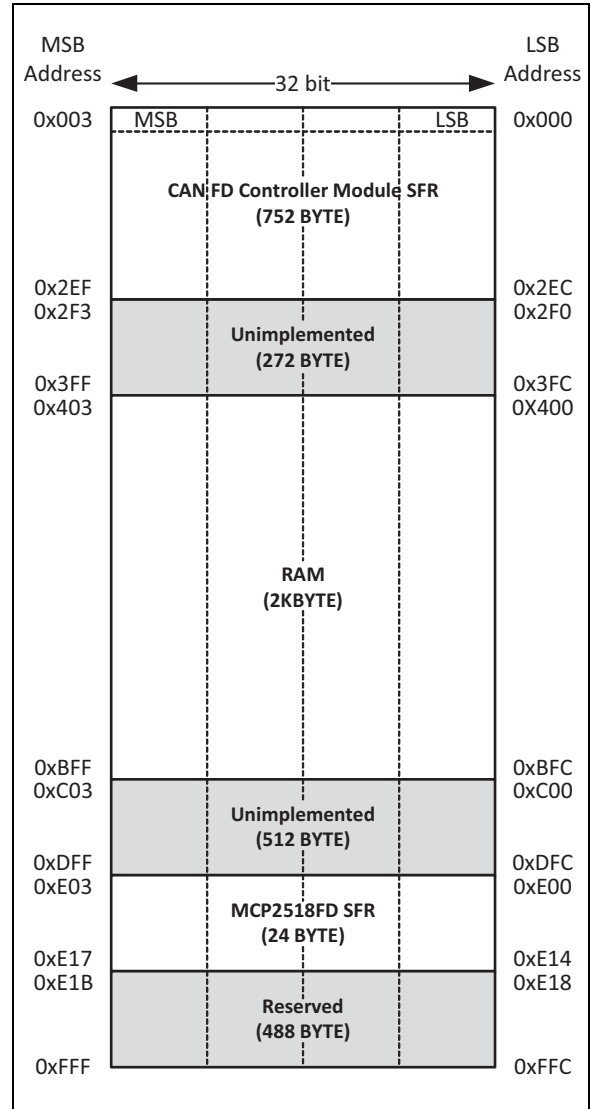 MSB Address
LSB Address
32 bit
0x003 MSB LSB 0x000
CAN FD Controller Module SFR
(752 BYTE)
0x2EF 0x2EC
0x2F3 0x2F0
Unimplemented
(272 BYTE)
0x3FF 0x3FC
0x403 0X400
RAM
(2KBYTE)
0xBFF 0xBFC
0xC03 0xC00
Unimplemented
(512 BYTE)
0xDFF 0xDFC
0xE03 0xE00
MCP2518FD SFR
(24 BYTE)
0xE17 0xE14
0xE1B 0xE18
Reserved
(488 BYTE)
0xFFF 0xFFC